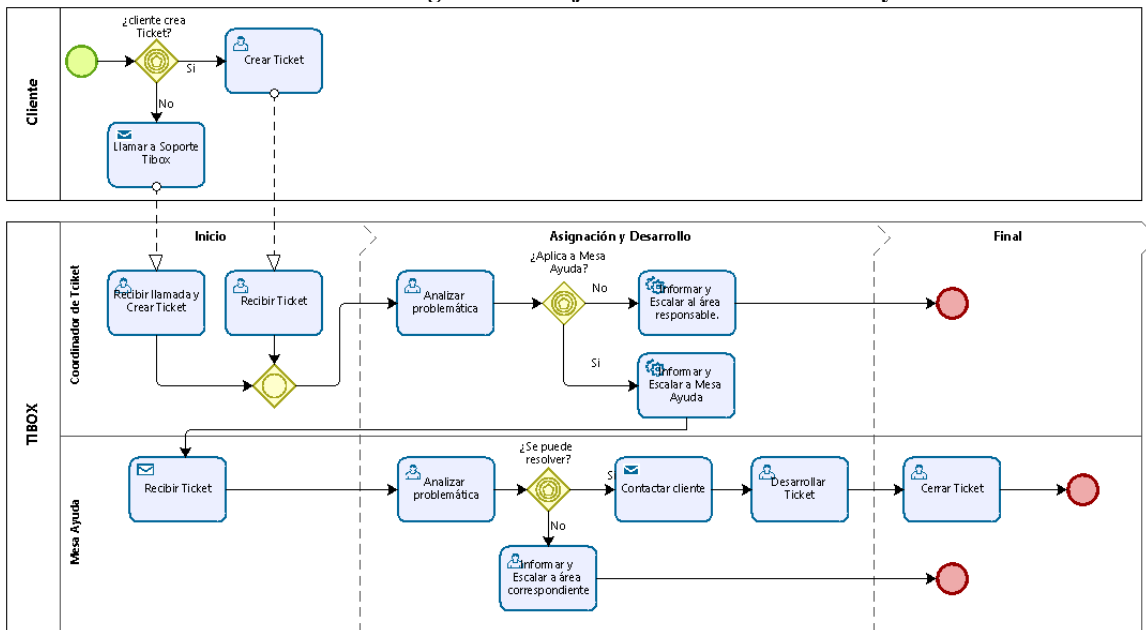 ¿cliente crea
Ticket?
Si
Crear Ticket
No
Llamar a Soporte
Tibox
Cliente
Inicio
Asignación y Desarrollo
Final
¿Aplica a Mesa
Ayuda?
Recibir llamada y
Crear Ticket
Recibir Ticket
Analizar
problemática
No
Informar y
Escalar al área
responsable.
Si
Informar y
Escalar a Mesa
Ayuda
Coordinador de Tciket
TIBOX
¿Se puede
resolver?
Recibir Ticket
Analizar
problemática
S
Contactar cliente
Desarrollar
Ticket
Cerrar Ticket
No
Informar y
Escalar a área
correspondiente
Mesa Ayuda